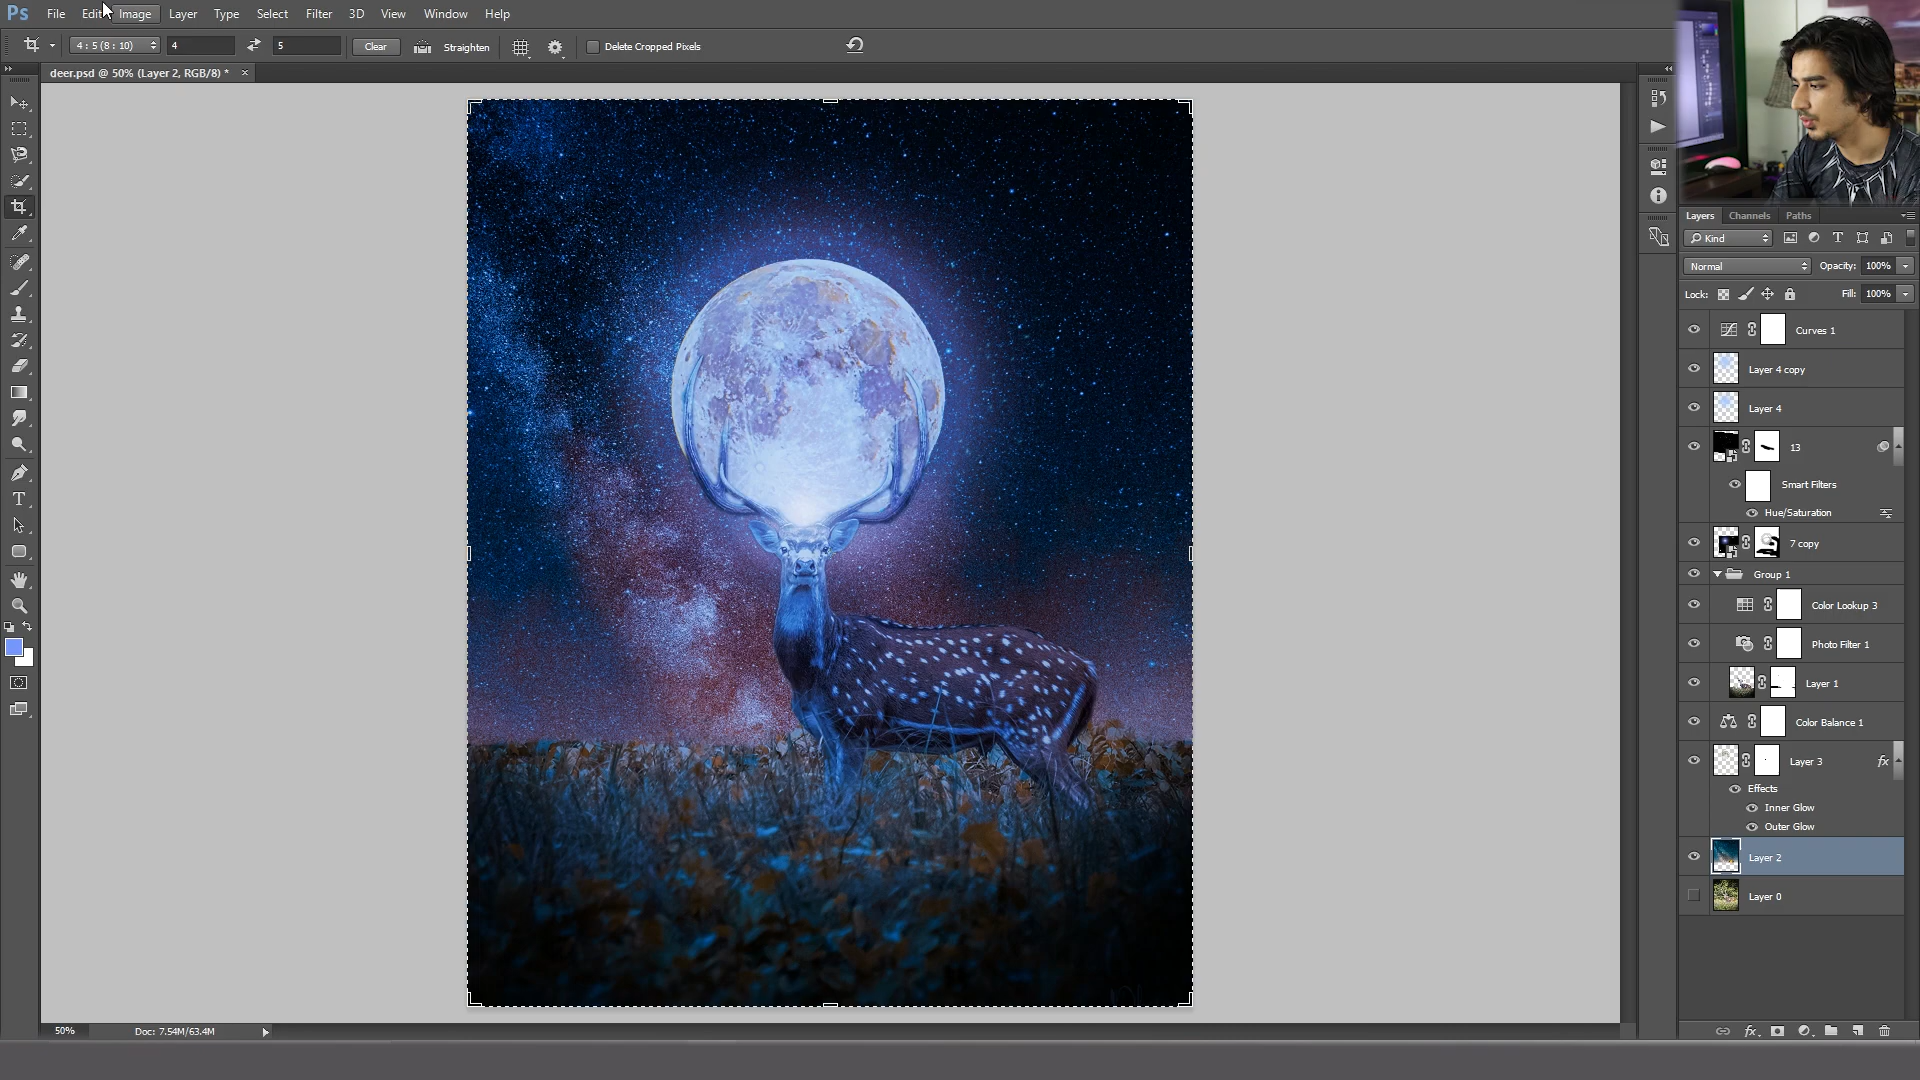 Ps File Edit Image Layer Type Select Filter 3D View Window Help
4 : 5 (8 : 10) 4 5 Clear Straighten Delete Cropped Pixels
deer.psd @ 50% (Layer 2, RGB/8) * ×
Layers Channels Paths
Kind
Normal Opacity: 100%
Lock: Fill: 100%
Curves 1
Layer 4 copy
Layer 4
13
Smart Filters
Hue/Saturation
7 copy
Group 1
Color Lookup 3
Photo Filter 1
Layer 1
Color Balance 1
Layer 3 fx
Effects
Inner Glow
Outer Glow
Layer 2
Layer 0
50% Doc: 7.54M/63.4M
fx